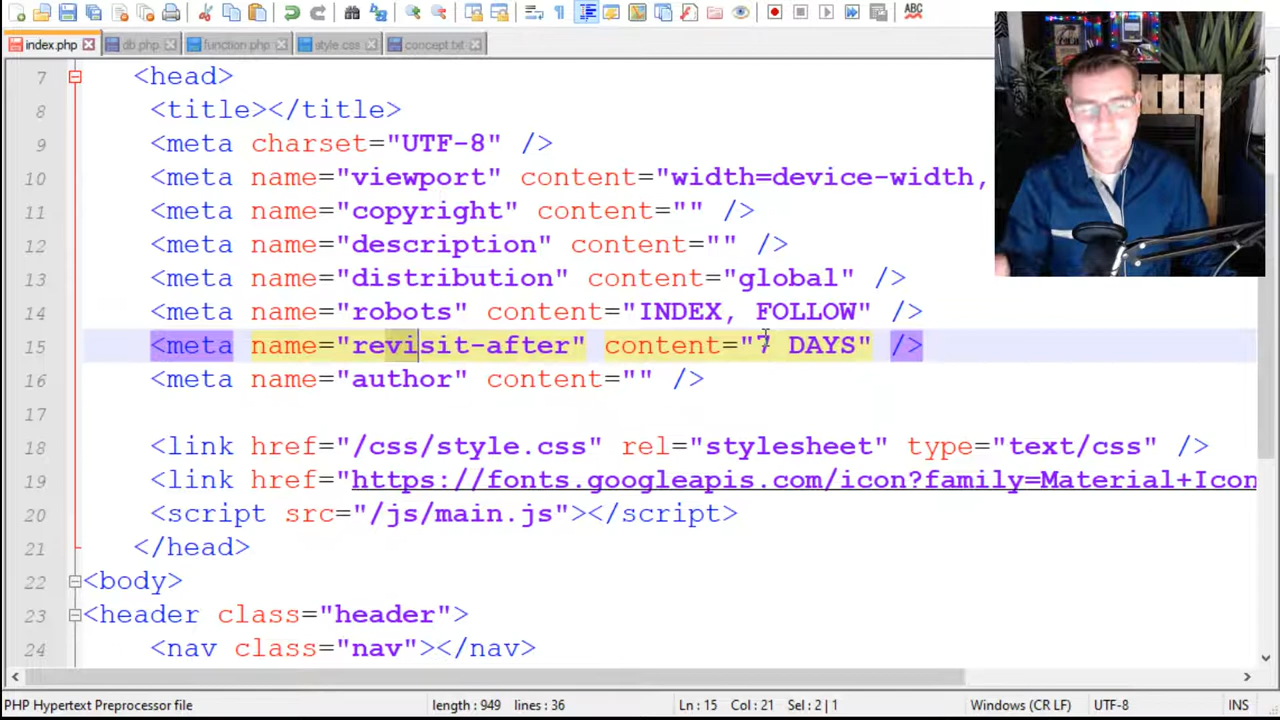 ABC
index.php db.php function.php style.css concept.txt
7 <head>
8 <title></title>
9 <meta charset="UTF-8" />
10 <meta name="viewport" content="width=device-width,
11 <meta name="copyright" content="" />
12 <meta name="description" content="" />
13 <meta name="distribution" content="global" />
14 <meta name="robots" content="INDEX, FOLLOW" />
15 <meta name="revisit-after" content="7 DAYS" />
16 <meta name="author" content="" />
17
18 <link href="/css/style.css" rel="stylesheet" type="text/css" />
19 <link href="https://fonts.googleapis.com/icon?family=Material+Icon
20 <script src="/js/main.js"></script>
21 </head>
22 <body>
23 <header class="header">
24 <nav class="nav"></nav>
PHP Hypertext Preprocessor file length : 949 lines : 36 Ln : 15 Col : 21 Sel : 2 | 1 Windows (CR LF) UTF-8 INS